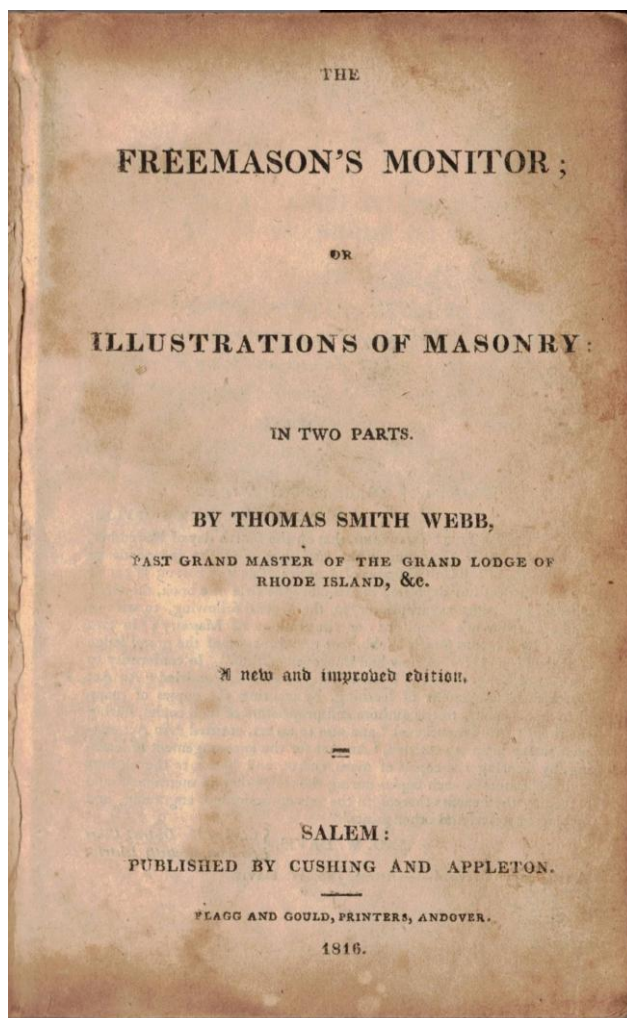 THE
FREEMASON'S MONITOR;
OR
ILLUSTRATIONS OF MASONRY:
IN TWO PARTS.
BY THOMAS SMITH WEBB,
PAST GRAND MASTER OF THE GRAND LODGE OF
RHODE ISLAND, &c.
A new and improved edition.
SALEM:
PUBLISHED BY CUSHING AND APPLETON.
FLAGG AND GOULD, PRINTERS, ANDOVER.
1816.